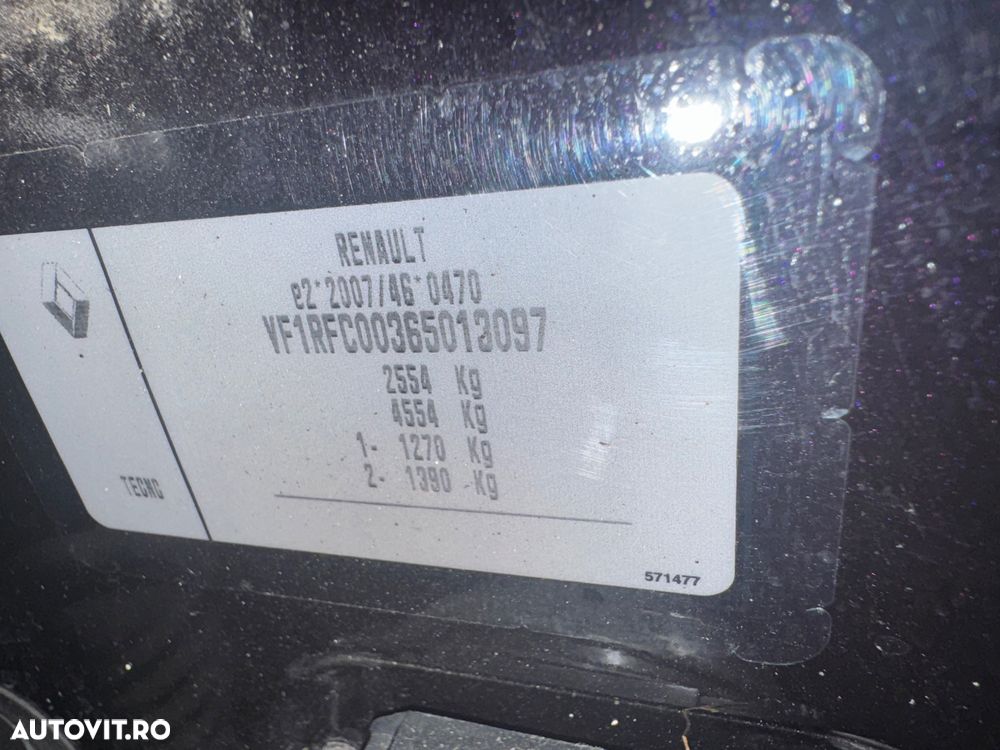 RENAULT
e2*2007/46*0470
VF1RFC00365013097
2554 Kg
4554 Kg
1- 1270 Kg
2- 1390 Kg
TECNC
571477
AUTOVIT.RO